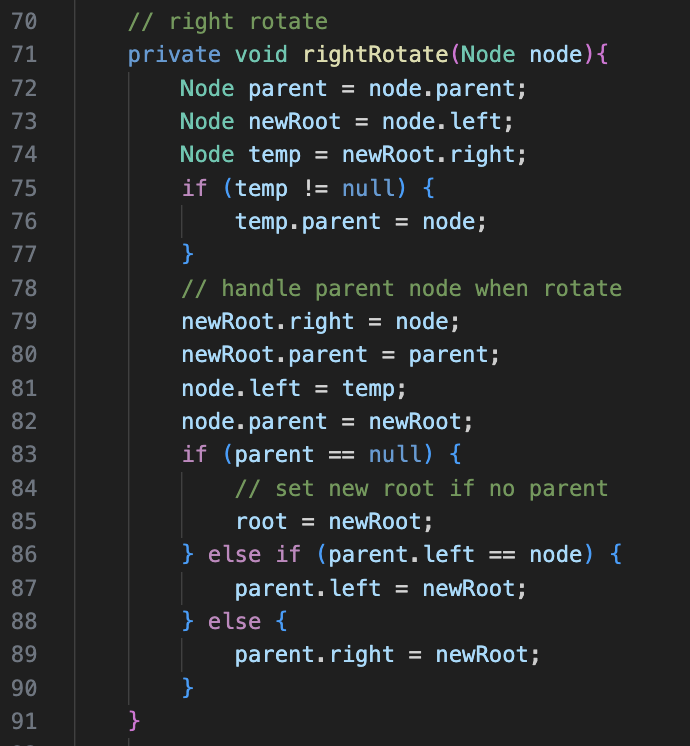 70 // right rotate
71 private void rightRotate(Node node){
72 Node parent = node.parent;
73 Node newRoot = node.left;
74 Node temp = newRoot.right;
75 if (temp != null) {
76 temp.parent = node;
77 }
78 // handle parent node when rotate
79 newRoot.right = node;
80 newRoot.parent = parent;
81 node.left = temp;
82 node.parent = newRoot;
83 if (parent == null) {
84 // set new root if no parent
85 root = newRoot;
86 } else if (parent.left == node) {
87 parent.left = newRoot;
88 } else {
89 parent.right = newRoot;
90 }
91 }